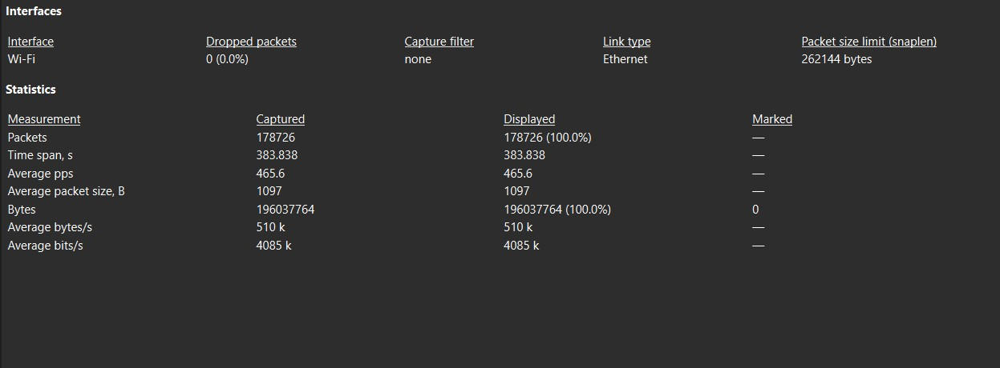 Interfaces
Interface Dropped packets Capture filter Link type Packet size limit (snaplen)
Wi-Fi 0 (0.0%) none Ethernet 262144 bytes
Statistics
Measurement Captured Displayed Marked
Packets 178726 178726 (100.0%) —
Time span, s 383.838 383.838 —
Average pps 465.6 465.6 —
Average packet size, B 1097 1097 —
Bytes 196037764 196037764 (100.0%) 0
Average bytes/s 510 k 510 k —
Average bits/s 4085 k 4085 k —